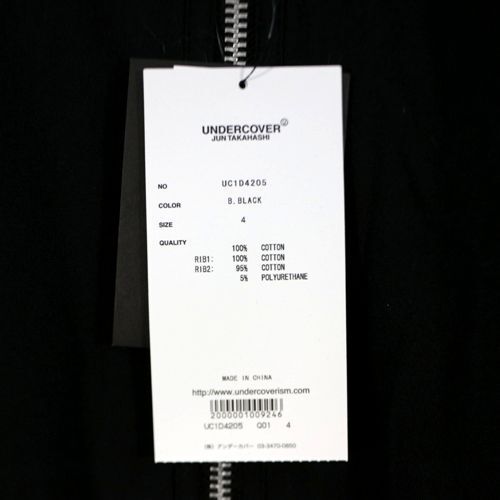 UNDERCOVER
JUN TAKAHASHI
NO UC1D4205
COLOR B.BLACK
SIZE 4
QUALITY
100% COTTON
RIB1: 100% COTTON
RIB2: 95% COTTON
5% POLYURETHANE
MADE IN CHINA
http://www.undercoverism.com
2000001009246
UC1D4205 Q01 4
(株) アンダーカバー 03-3470-0650